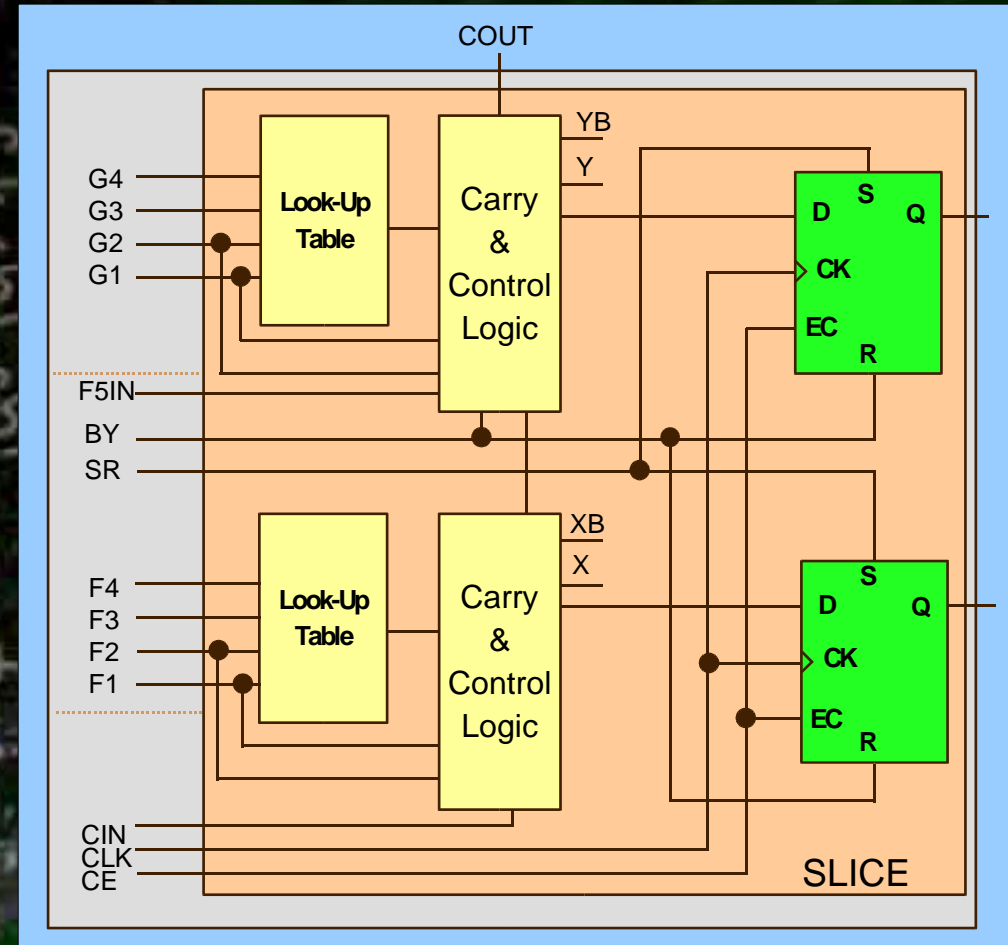 COUT
YB
Y
G4
G3
G2
G1
Look-Up
Table
Carry
&
Control
Logic
S
D
Q
CK
EC
R
F5IN
BY
SR
XB
X
F4
F3
F2
F1
Look-Up
Table
Carry
&
Control
Logic
S
D
Q
CK
EC
R
CIN
CLK
CE
SLICE